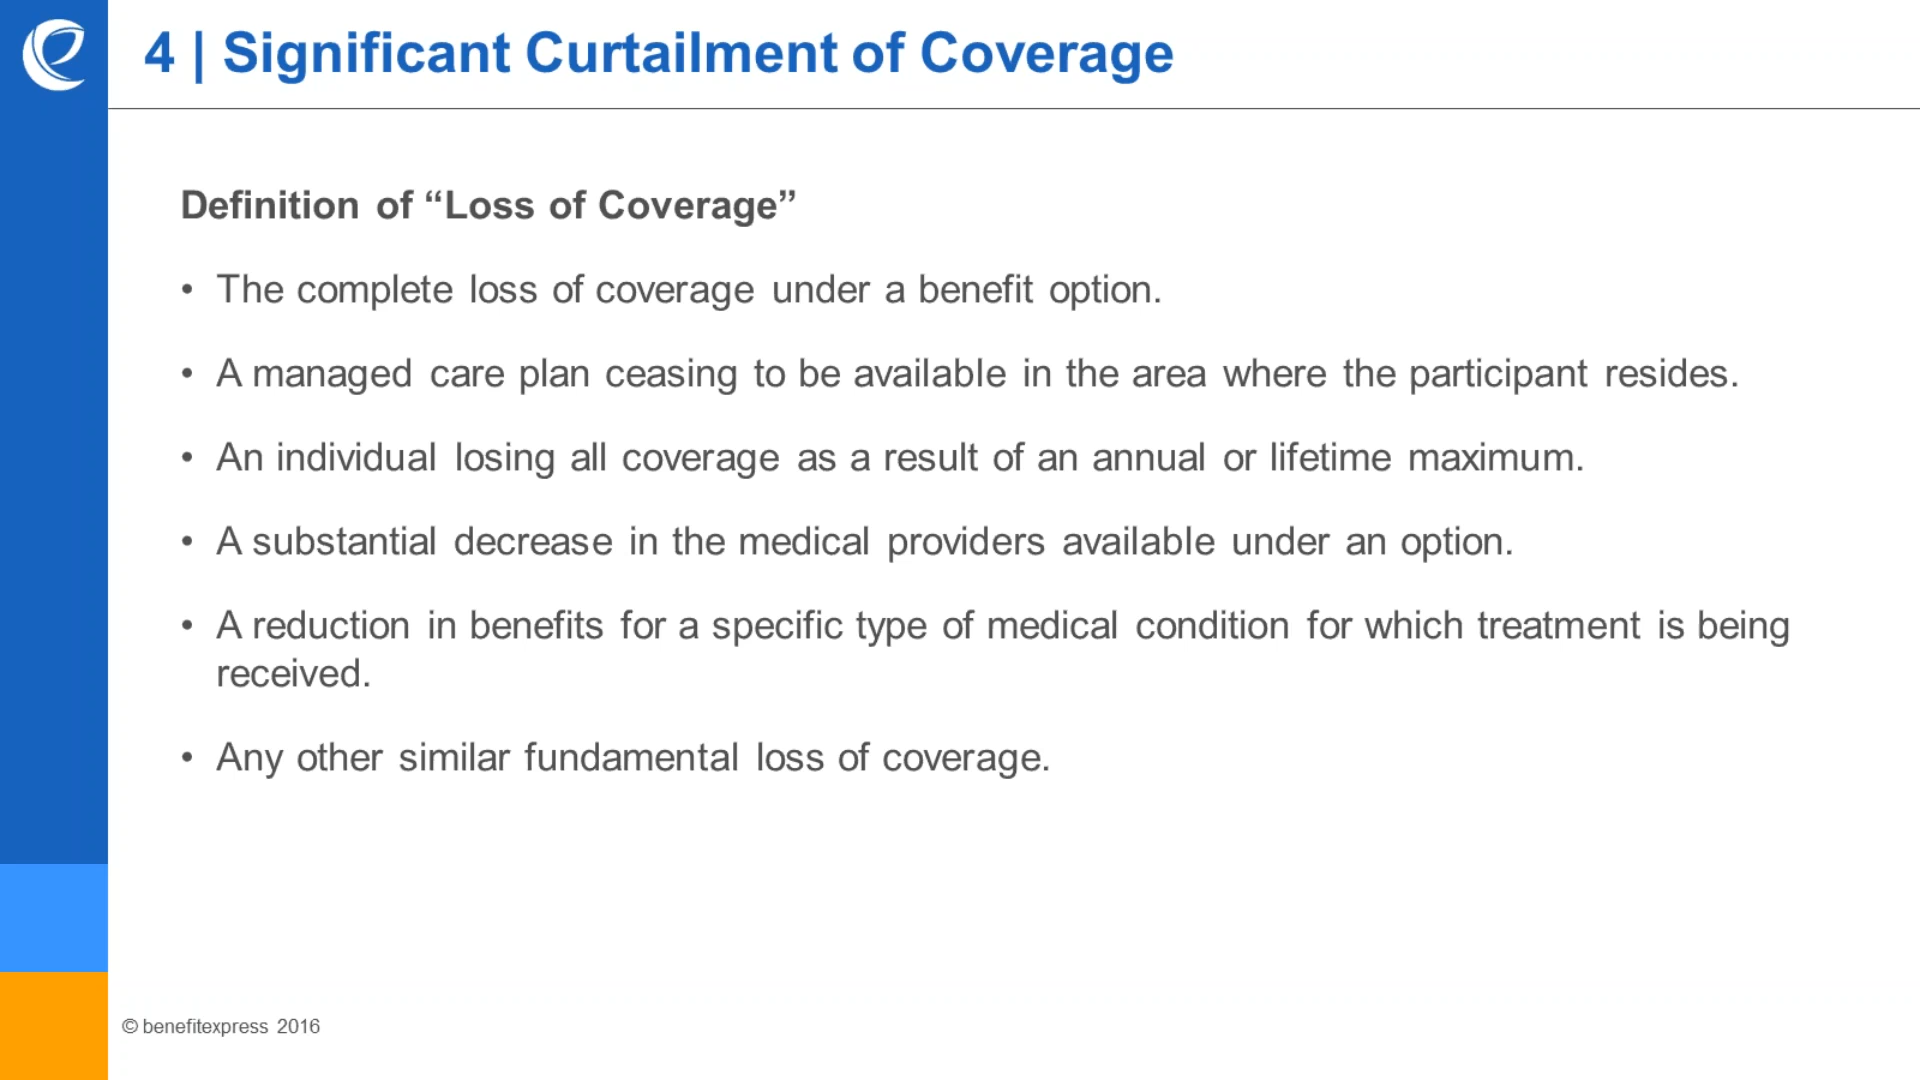 4 | Significant Curtailment of Coverage
Definition of “Loss of Coverage”
• The complete loss of coverage under a benefit option.
• A managed care plan ceasing to be available in the area where the participant resides.
• An individual losing all coverage as a result of an annual or lifetime maximum.
• A substantial decrease in the medical providers available under an option.
• A reduction in benefits for a specific type of medical condition for which treatment is being
received.
• Any other similar fundamental loss of coverage.
© benefitexpress 2016